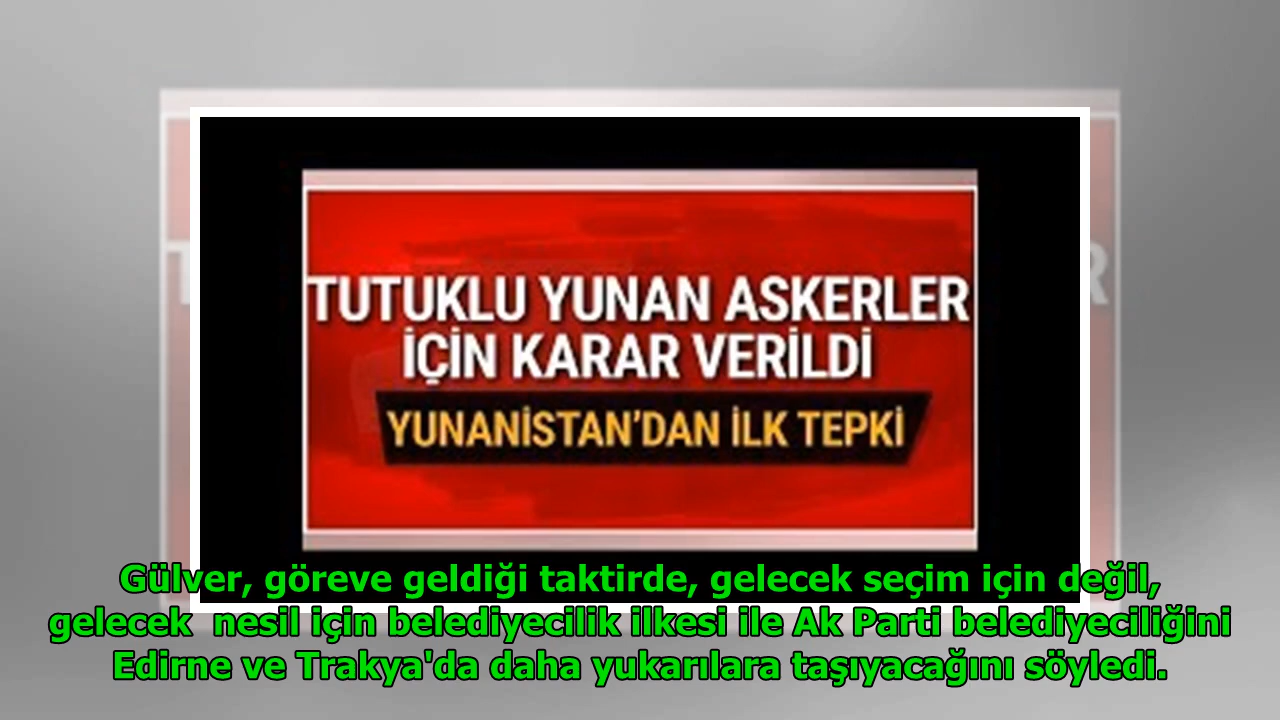 TUTUKLU YUNAN ASKERLER
İÇİN KARAR VERİLDİ
YUNANİSTAN'DAN İLK TEPKİ
Gülver, göreve geldiği taktirde, gelecek seçim için değil,
gelecek  nesil için belediyecilik ilkesi ile Ak Parti belediyeciliğini
Edirne ve Trakya'da daha yukarılara taşıyacağını söyledi.